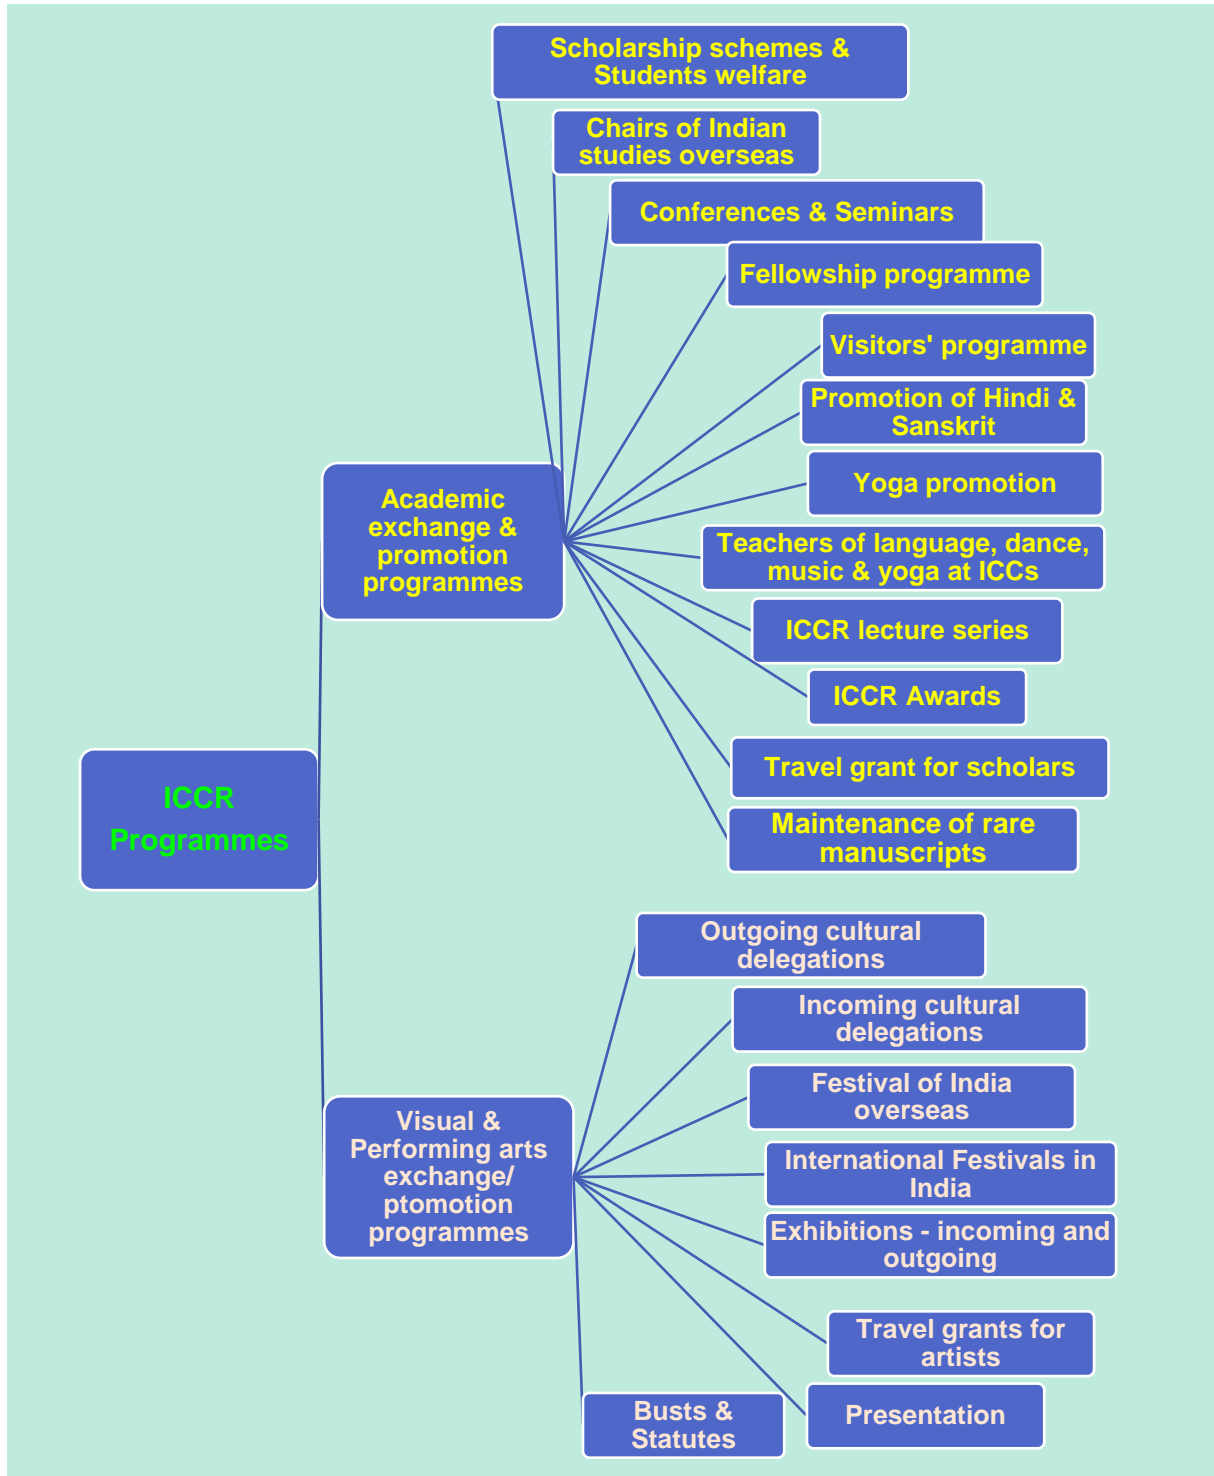 Scholarship schemes &
Students welfare
Chairs of Indian
studies overseas
Conferences & Seminars
Fellowship programme
Visitors' programme
Promotion of Hindi &
Sanskrit
Yoga promotion
Teachers of language, dance,
music & yoga at ICCs
ICCR lecture series
ICCR Awards
Travel grant for scholars
Maintenance of rare
manuscripts
Academic
exchange &
promotion
programmes
ICCR
Programmes
Outgoing cultural
delegations
Incoming cultural
delegations
Festival of India
overseas
International Festivals in
India
Exhibitions - incoming and
outgoing
Travel grants for
artists
Presentation
Busts &
Statutes
Visual &
Performing arts
exchange/
ptomotion
programmes